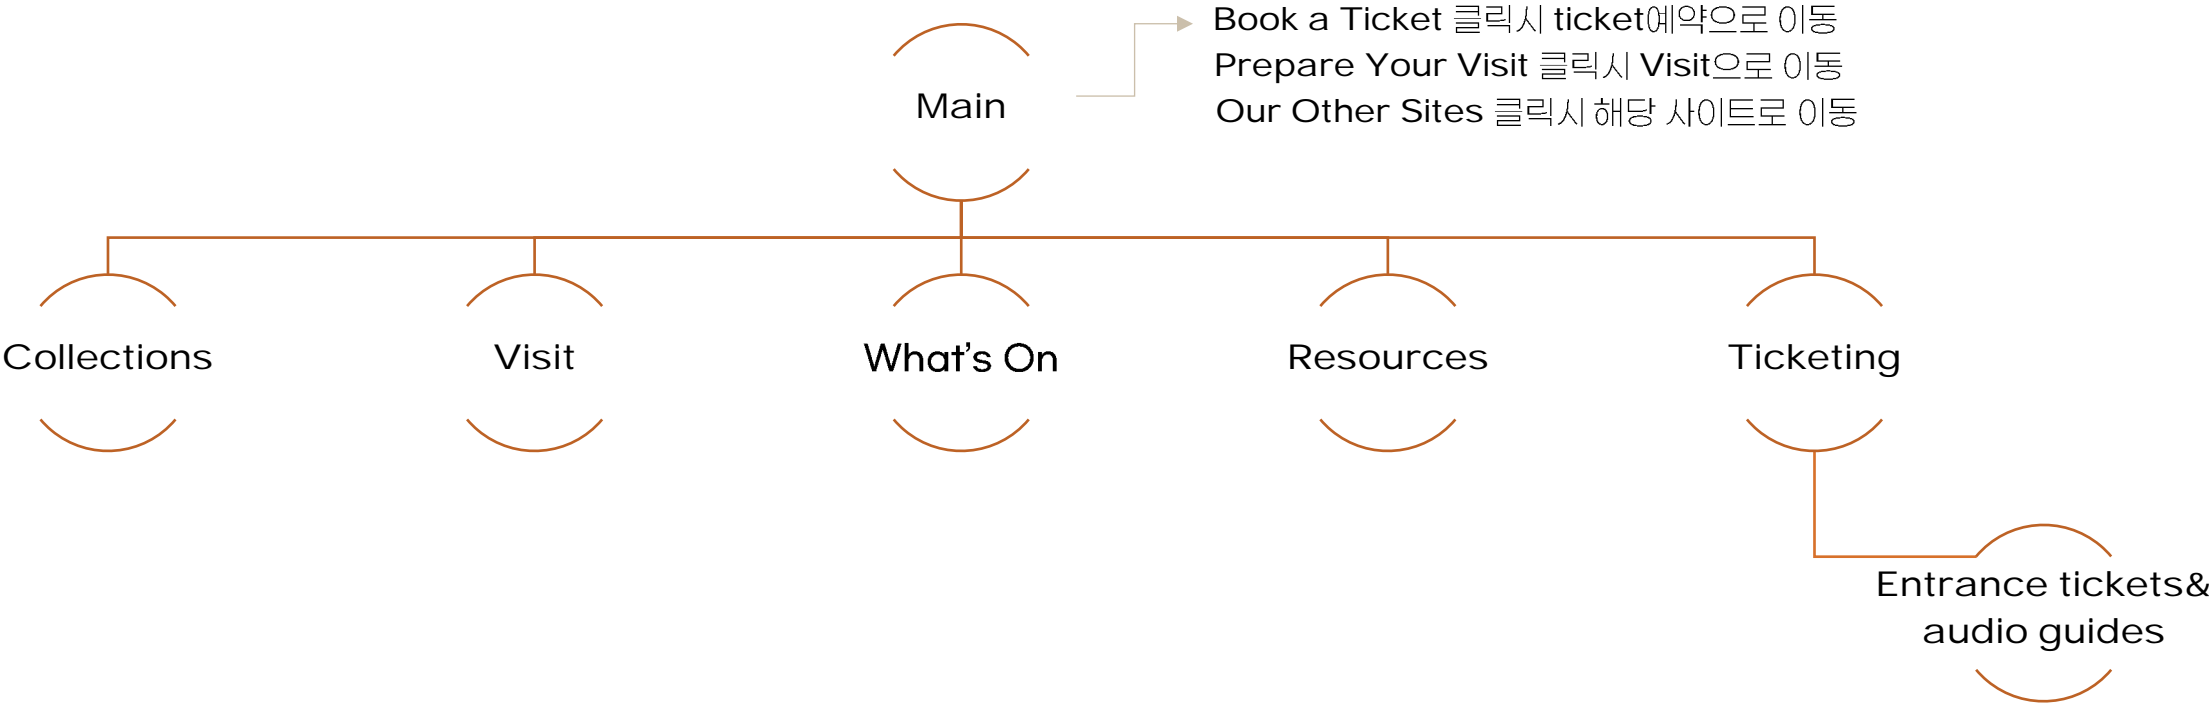 Book a Ticket 클릭시 ticket예약으로 이동
Prepare Your Visit 클릭시 Visit으로 이동
Our Other Sites 클릭시 해당 사이트로 이동
Main
Collections
Visit
What’s On
Resources
Ticketing
Entrance tickets&
audio guides